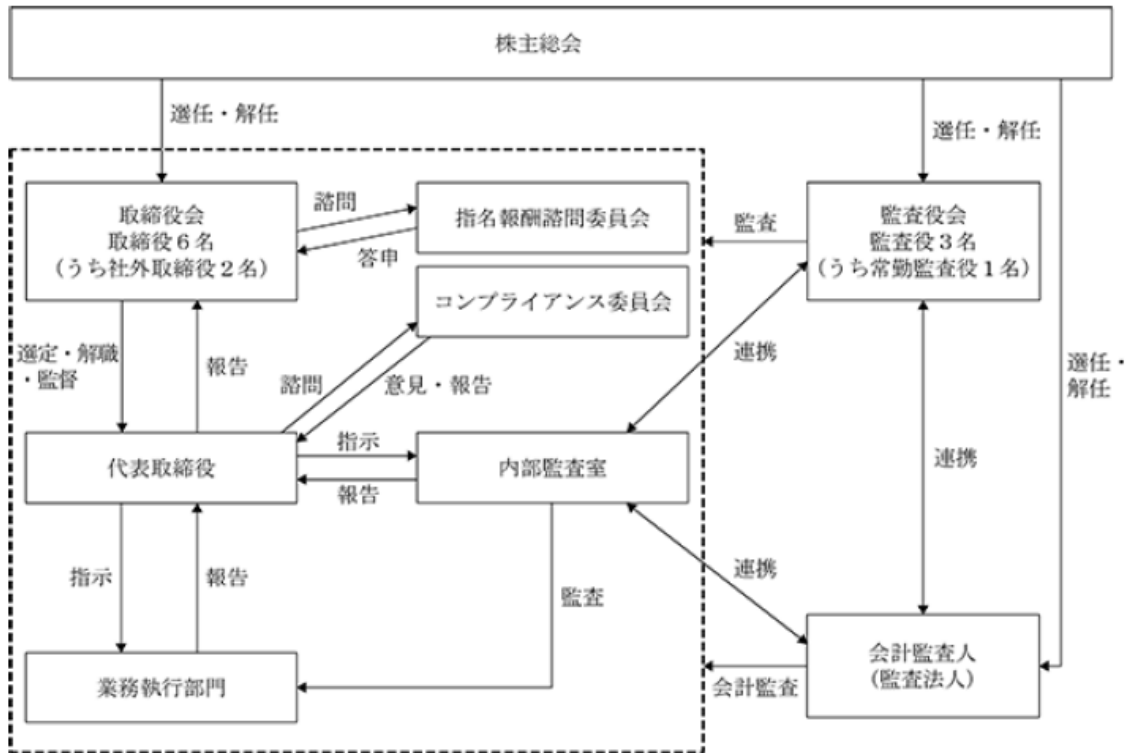 株主総会
選任・解任
選任・解任
取締役会
取締役6名
(うち社外取締役2名)
諮問
答申
指名報酬諮問委員会
監査
監査役会
監査役3名
(うち常勤監査役1名)
コンプライアンス委員会
選定・解職
・監督
報告
諮問
意見・報告
連携
選任・
解任
代表取締役
指示
報告
内部監査室
連携
指示
報告
監査
連携
業務執行部門
会計監査
会計監査人
(監査法人)